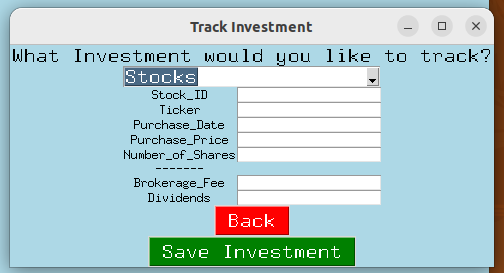 Track Investment
What Investment would you like to track?
Stocks
Stock_ID
Ticker
Purchase_Date
Purchase_Price
Number_of_Shares
-------
Brokerage_Fee
Dividends
Back
Save Investment